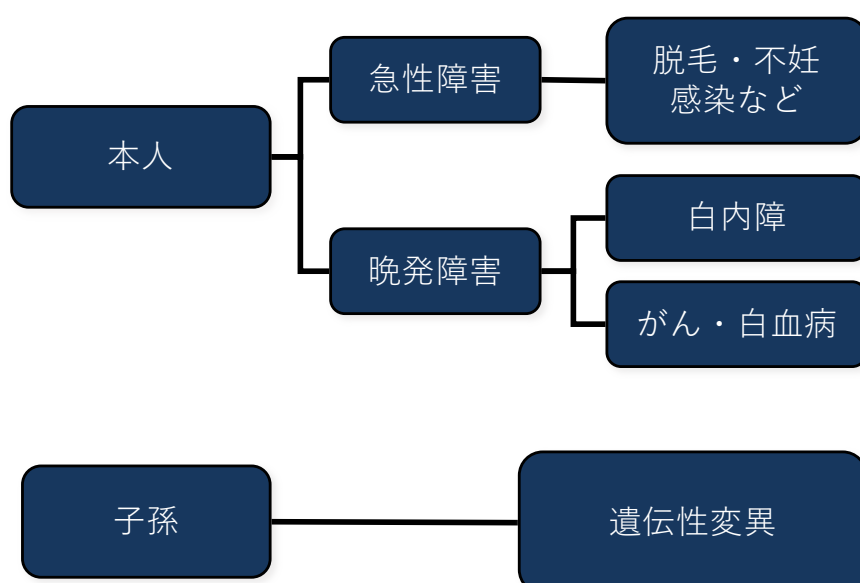 本人
急性障害
脱毛・不妊
感染など
晩発障害
白内障
がん・白血病
子孫
遺伝性変異